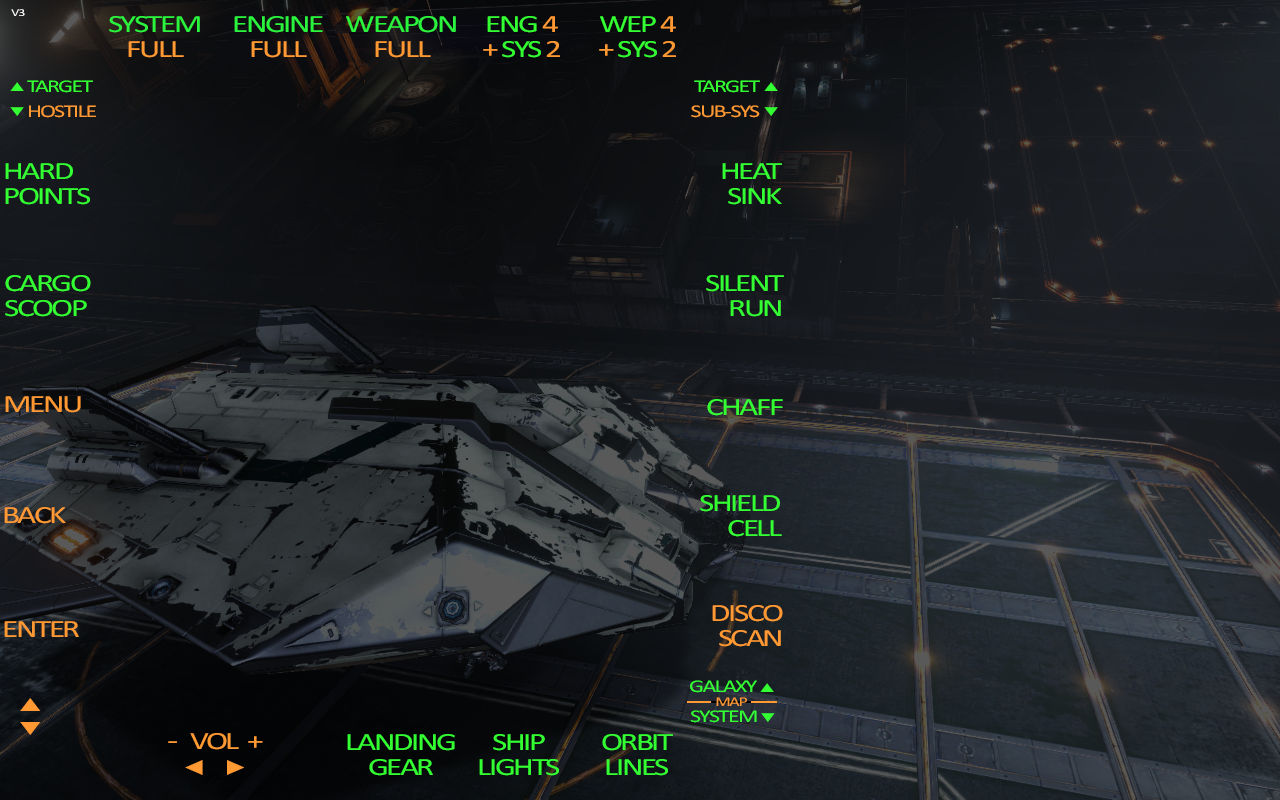 V3
SYSTEM
FULL
ENGINE
FULL
WEAPON
FULL
ENG 4
+ SYS 2
WEP 4
+ SYS 2
▲ TARGET
▼ HOSTILE
TARGET ▲
SUB-SYS ▼
HARD
POINTS
HEAT
SINK
CARGO
SCOOP
SILENT
RUN
MENU
CHAFF
BACK
SHIELD
CELL
ENTER
DISCO
SCAN
GALAXY ▲
MAP
SYSTEM ▼
- VOL +
LANDING
GEAR
SHIP
LIGHTS
ORBIT
LINES